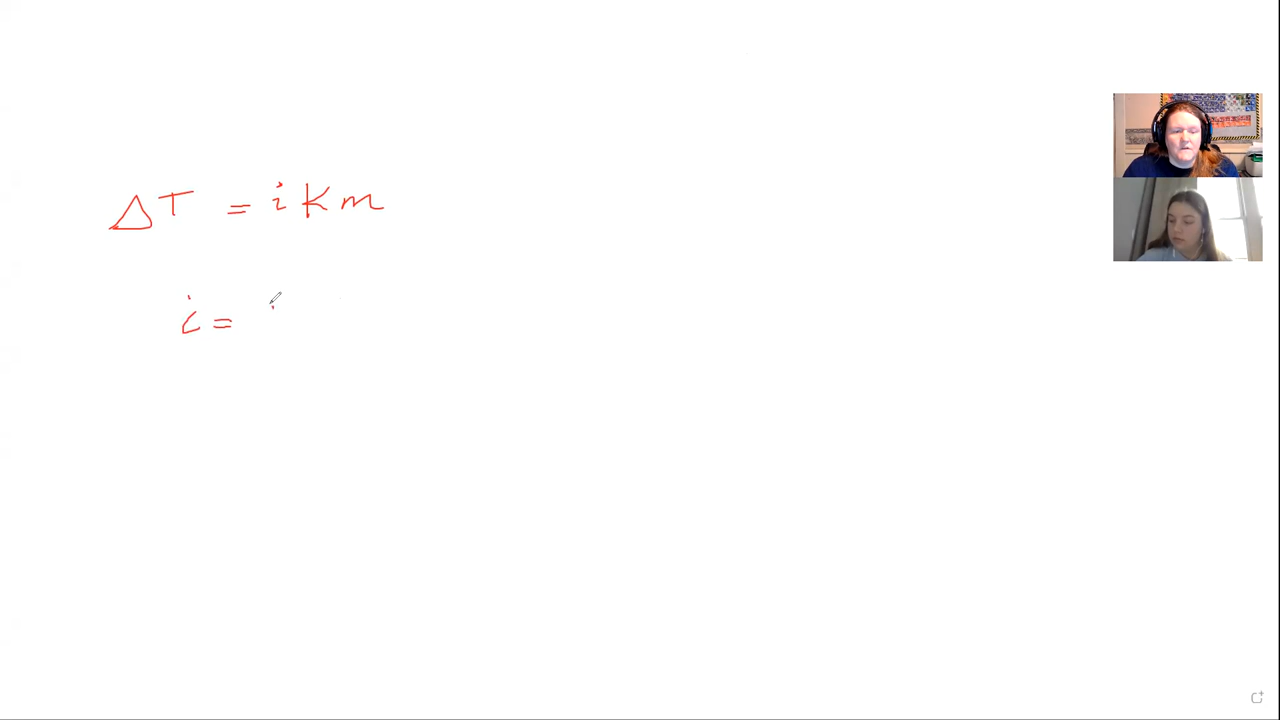 ΔT = iKm
i =